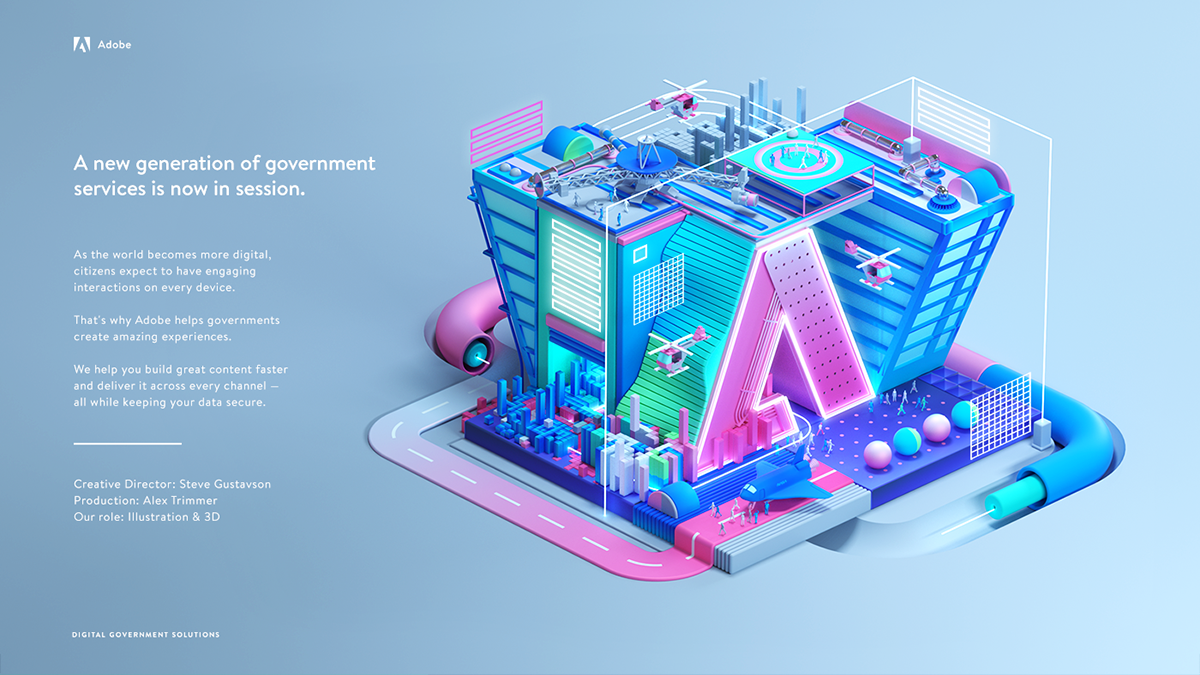 Adobe
A new generation of government
services is now in session.
As the world becomes more digital,
citizens expect to have engaging
interactions on every device.
That's why Adobe helps governments
create amazing experiences.
We help you build great content faster
and deliver it across every channel —
all while keeping your data secure.
Creative Director: Steve Gustavson
Production: Alex Trimmer
Our role: Illustration & 3D
DIGITAL GOVERNMENT SOLUTIONS